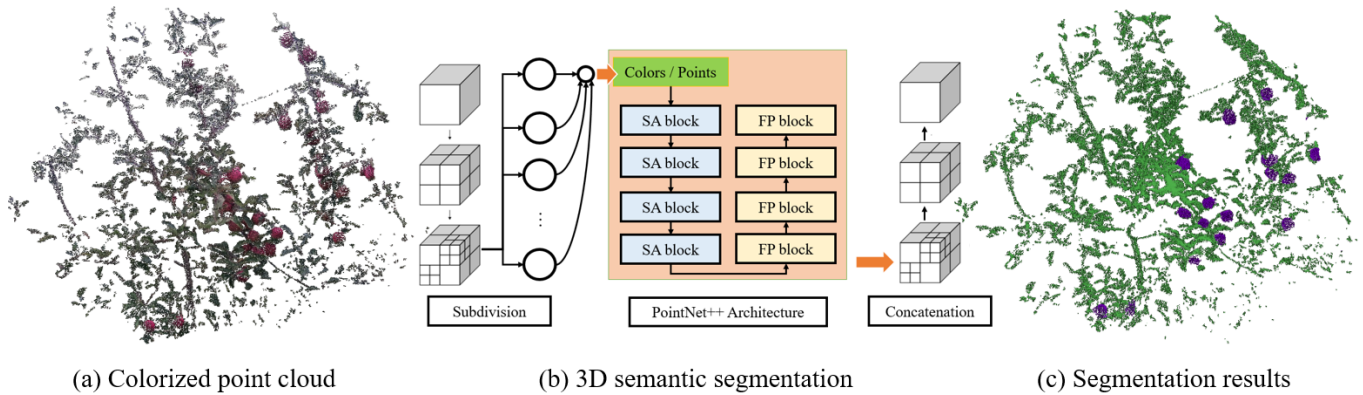 Colors / Points
SA block
FP block
SA block
FP block
SA block
FP block
SA block
FP block
Subdivision
PointNet++ Architecture
Concatenation
(a) Colorized point cloud
(b) 3D semantic segmentation
(c) Segmentation results